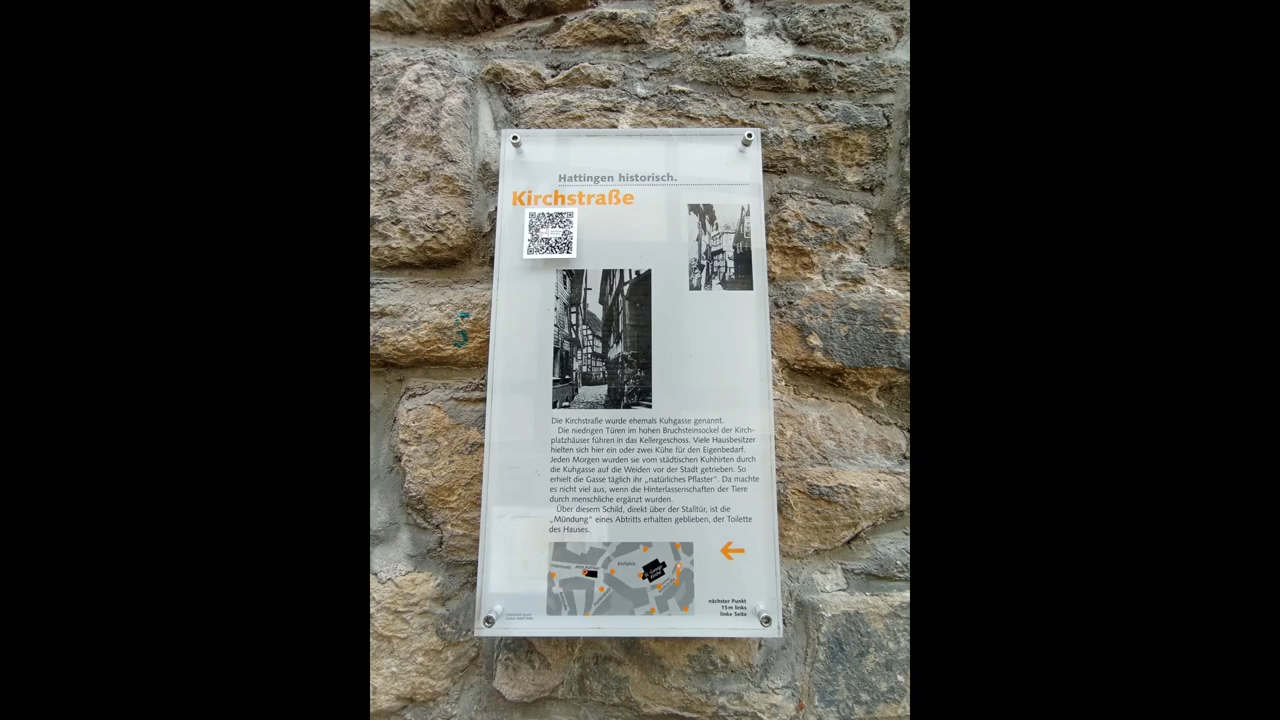 Hattingen historisch.
Kirchstraße
Die Kirchstraße wurde ehemals Kuhgasse genannt.
Die niedrigen Türen im hohen Bruchsteinsockel der Kirch-
platzhäuser führen in das Kellergeschoss. Viele Hausbesitzer
hielten sich hier ein oder zwei Kühe für den Eigenbedarf.
Jeden Morgen wurden sie vom städtischen Kuhhirten durch
die Kuhgasse auf die Weiden vor der Stadt getrieben. So
erhielt die Gasse täglich ihr „natürliches Pflaster“. Da machte
es nicht viel aus, wenn die Hinterlassenschaften der Tiere
durch menschliche ergänzt wurden.
Über diesem Schild, direkt über der Stalltür, ist die
„Mündung“ eines Abtritts erhalten geblieben, der Toilette
des Hauses.
Kirchplatz
nächster Punkt
15 m links
linke Seite